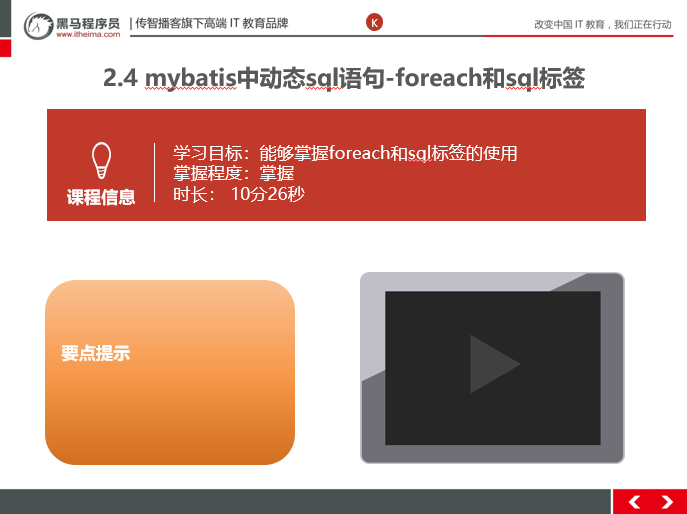 黑马程序员
www.itheima.com
传智播客旗下高端 IT 教育品牌
K
改变中国 IT 教育，我们正在行动
2.4 mybatis中动态sql语句-foreach和sql标签
课程信息
学习目标：能够掌握foreach和sql标签的使用
掌握程度：掌握
时长： 10分26秒
要点提示